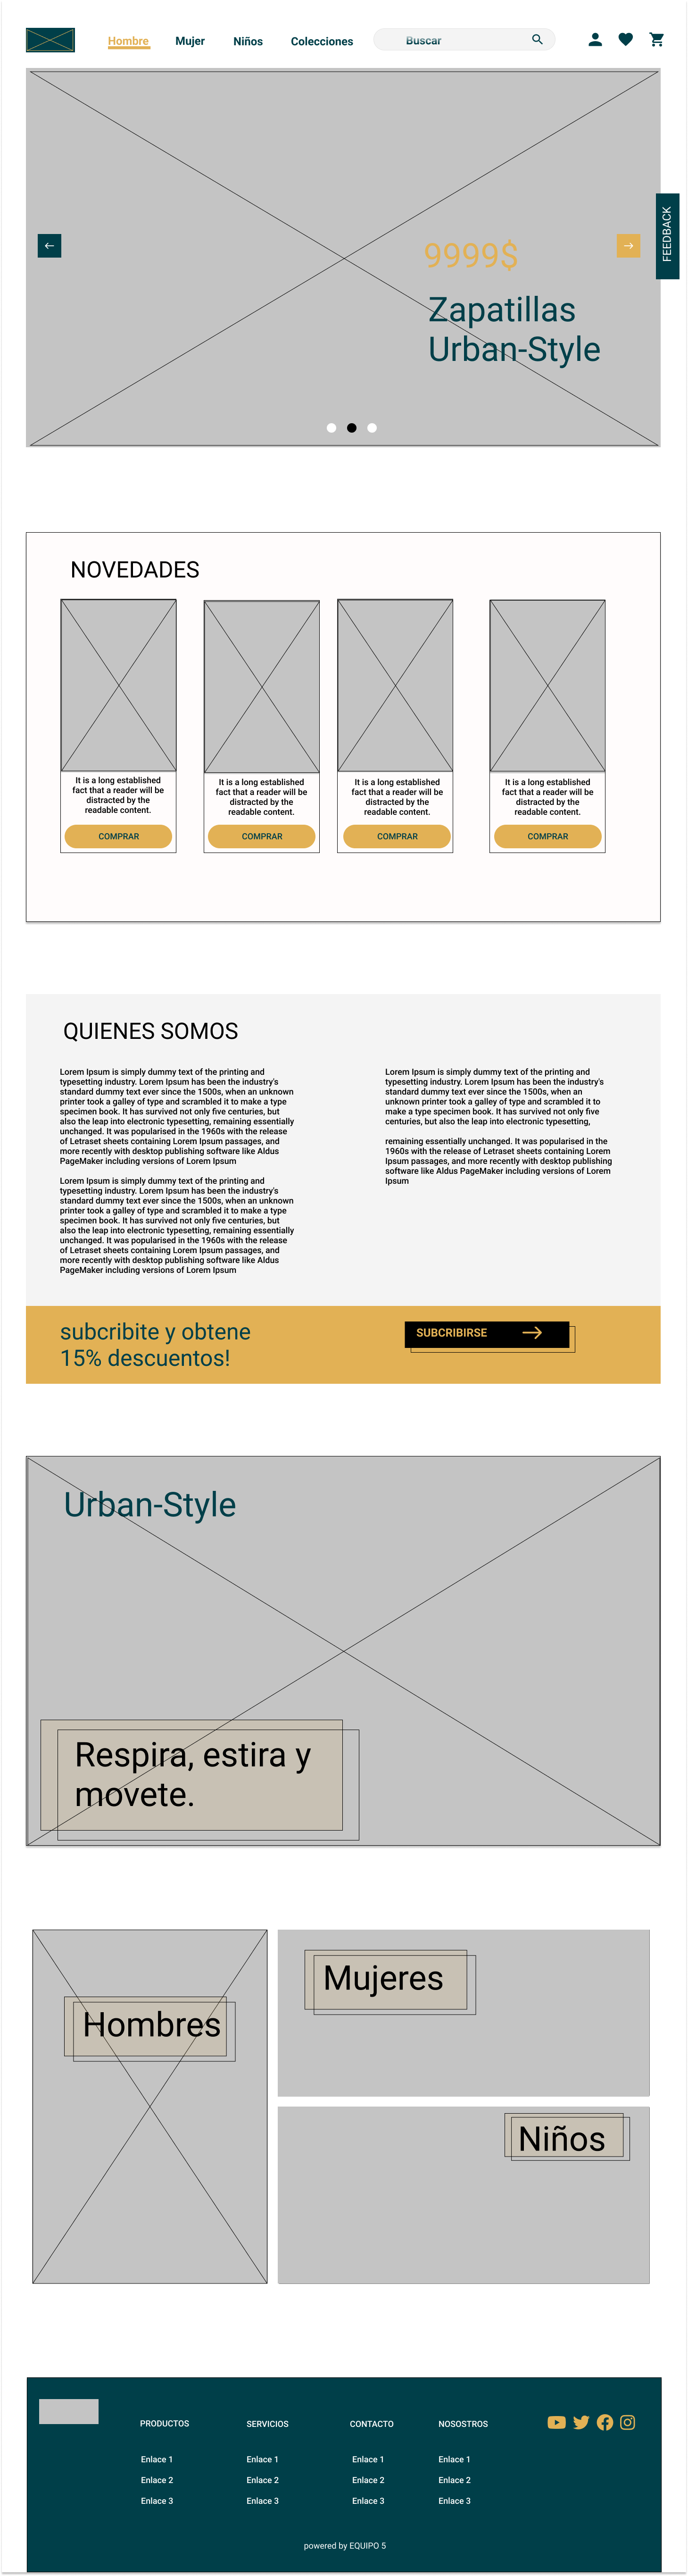 Hombre
Mujer
Niños
Colecciones
Buscar
FEEDBACK
9999$
Zapatillas
Urban-Style
NOVEDADES
It is a long established
fact that a reader will be
distracted by the
readable content.
COMPRAR
It is a long established
fact that a reader will be
distracted by the
readable content.
COMPRAR
It is a long established
fact that a reader will be
distracted by the
readable content.
COMPRAR
It is a long established
fact that a reader will be
distracted by the
readable content.
COMPRAR
QUIENES SOMOS
Lorem Ipsum is simply dummy text of the printing and
typesetting industry. Lorem Ipsum has been the industry's
standard dummy text ever since the 1500s, when an unknown
printer took a galley of type and scrambled it to make a type
specimen book. It has survived not only five centuries, but
also the leap into electronic typesetting, remaining essentially
unchanged. It was popularised in the 1960s with the release
of Letraset sheets containing Lorem Ipsum passages, and
more recently with desktop publishing software like Aldus
PageMaker including versions of Lorem Ipsum
Lorem Ipsum is simply dummy text of the printing and
typesetting industry. Lorem Ipsum has been the industry's
standard dummy text ever since the 1500s, when an unknown
printer took a galley of type and scrambled it to make a type
specimen book. It has survived not only five centuries, but
also the leap into electronic typesetting, remaining essentially
unchanged. It was popularised in the 1960s with the release
of Letraset sheets containing Lorem Ipsum passages, and
more recently with desktop publishing software like Aldus
PageMaker including versions of Lorem Ipsum
Lorem Ipsum is simply dummy text of the printing and
typesetting industry. Lorem Ipsum has been the industry's
standard dummy text ever since the 1500s, when an
unknown printer took a galley of type and scrambled it to
make a type specimen book. It has survived not only five
centuries, but also the leap into electronic typesetting,
remaining essentially unchanged. It was popularised in the
1960s with the release of Letraset sheets containing Lorem
Ipsum passages, and more recently with desktop publishing
software like Aldus PageMaker including versions of Lorem
Ipsum
subcribite y obtene
15% descuentos!
SUBCRIBIRSE
Urban-Style
Respira, estira y
movete.
Hombres
Mujeres
Niños
PRODUCTOS
Enlace 1
Enlace 2
Enlace 3
SERVICIOS
Enlace 1
Enlace 2
Enlace 3
CONTACTO
Enlace 1
Enlace 2
Enlace 3
NOSOSTROS
Enlace 1
Enlace 2
Enlace 3
powered by EQUIPO 5